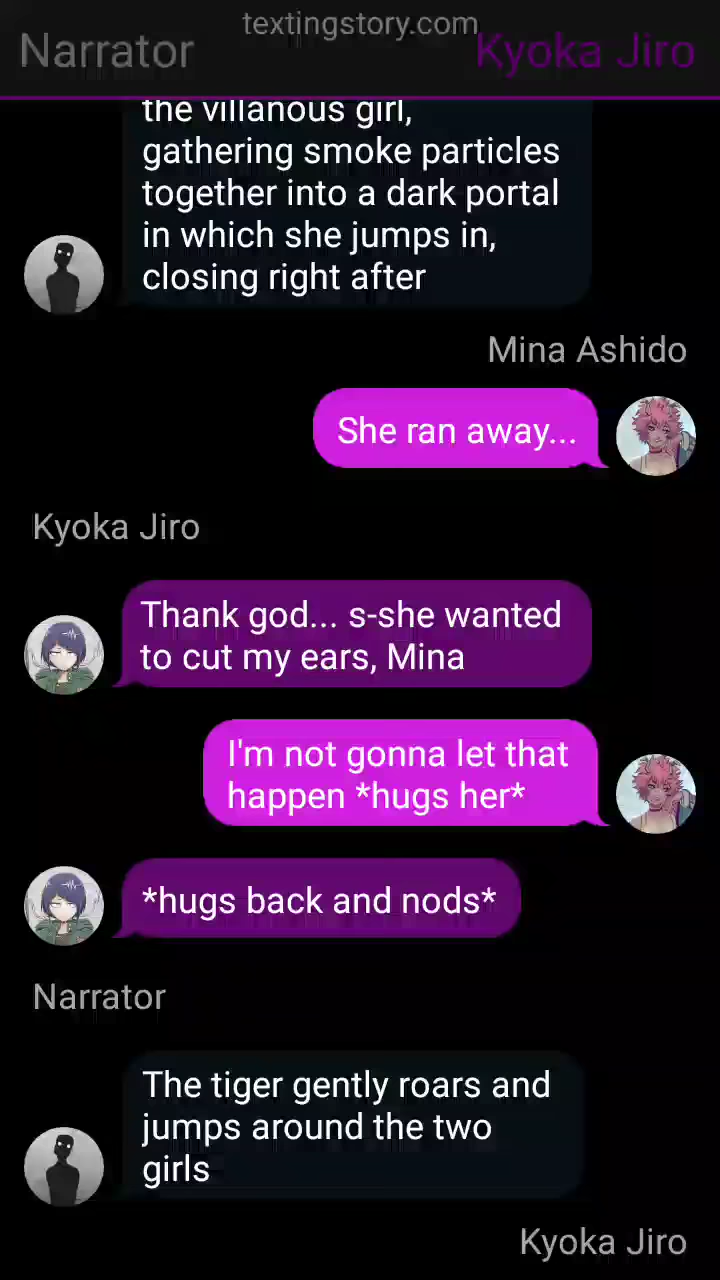 textingstory.com
Narrator
Kyoka Jiro
the villanous girl,
gathering smoke particles
together into a dark portal
in which she jumps in,
closing right after
Mina Ashido
She ran away...
Kyoka Jiro
Thank god... s-she wanted
to cut my ears, Mina
I'm not gonna let that
happen *hugs her*
*hugs back and nods*
Narrator
The tiger gently roars and
jumps around the two
girls
Kyoka Jiro